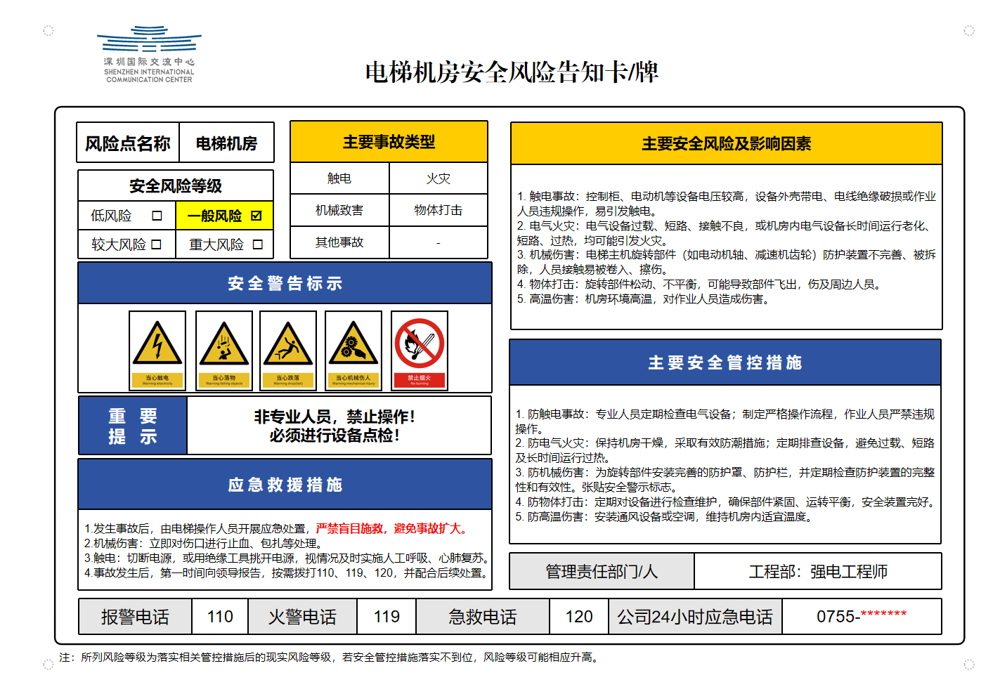 深圳国际交流中心
SHENZHEN INTERNATIONAL
COMMUNICATION CENTER
电梯机房安全风险告知卡/牌
风险点名称 电梯机房
安全风险等级
低风险 ☐ 一般风险 ☑
较大风险 ☐ 重大风险 ☐
主要事故类型
触电 火灾
机械致害 物体打击
其他事故 -
主要安全风险及影响因素
1. 触电事故：控制柜、电动机等设备电压较高，设备外壳带电、电线绝缘破损或作业
人员违规操作，易引发触电。
2. 电气火灾：电气设备过载、短路、接触不良，或机房内电气设备长时间运行老化、
短路、过热，均可能引发火灾。
3. 机械伤害：电梯主机旋转部件（如电动机轴、减速机齿轮）防护装置不完善、被拆
除，人员接触易被卷入、擦伤。
4. 物体打击：旋转部件松动、不平衡，可能导致部件飞出，伤及周边人员。
5. 高温伤害：机房环境高温，对作业人员造成伤害。
安全警告标示
当心触电
Warning electricity
当心落物
Warning falling objects
当心跌落
Warning drop(fall)
当心机械伤人
Warning mechanical injury
禁止烟火
No burning
重要
提示
非专业人员，禁止操作！
必须进行设备点检！
主要安全管控措施
1. 防触电事故：专业人员定期检查电气设备；制定严格操作流程，作业人员严禁违规
操作。
2. 防电气火灾：保持机房干燥，采取有效防潮措施；定期排查设备，避免过载、短路
及长时间运行过热。
3. 防机械伤害：为旋转部件安装完善的防护罩、防护栏，并定期检查防护装置的完整
性和有效性。张贴安全警示标志。
4. 防物体打击：定期对设备进行检查维护，确保部件紧固、运转平衡，安全装置完好。
5. 防高温伤害：安装通风设备或空调，维持机房内适宜温度。
应急救援措施
1.发生事故后，由电梯操作人员开展应急处置，严禁盲目施救，避免事故扩大。
2.机械伤害：立即对伤口进行止血、包扎等处理。
3.触电：切断电源，或用绝缘工具挑开电源，视情况及时实施人工呼吸、心肺复苏。
4.事故发生后，第一时间向领导报告，按需拨打110、119、120，并配合后续处置。
管理责任部门/人 工程部：强电工程师
报警电话 110 火警电话 119 急救电话 120 公司24小时应急电话 0755-*******
注：所列风险等级为落实相关管控措施后的现实风险等级，若安全管控措施落实不到位，风险等级可能相应升高。